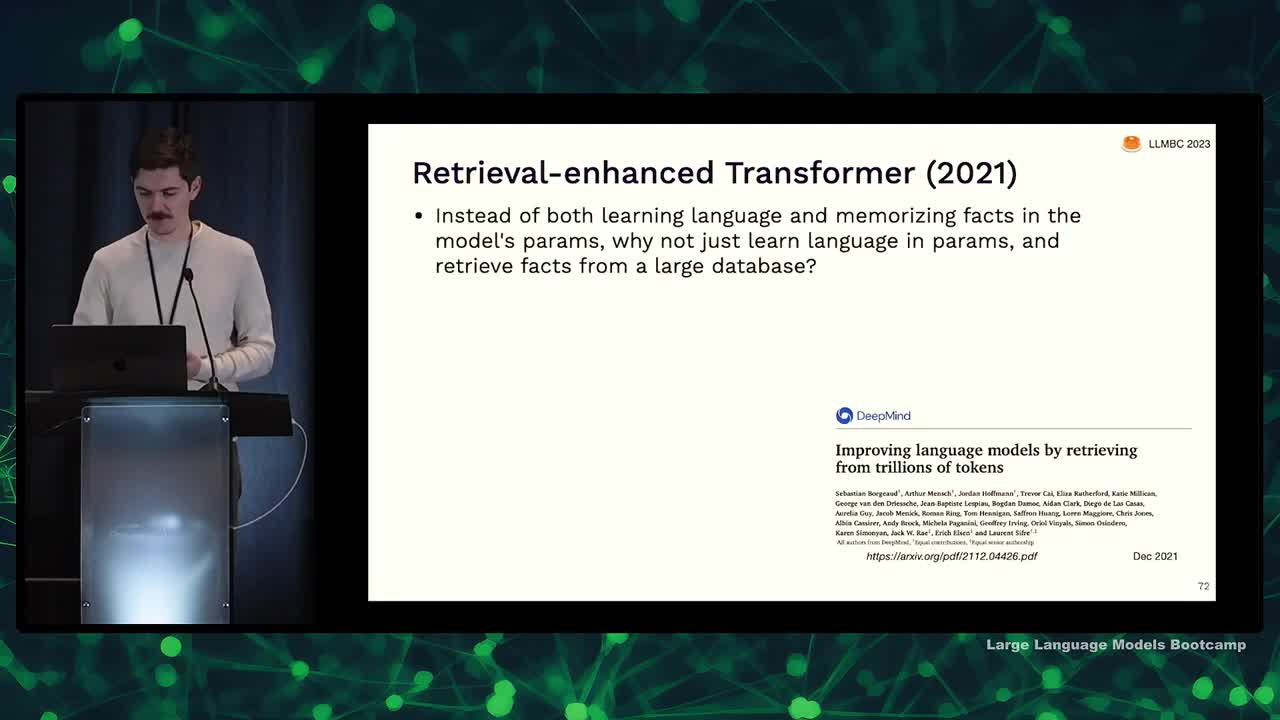 LLMBC 2023
Retrieval-enhanced Transformer (2021)
• Instead of both learning language and memorizing facts in the
model's params, why not just learn language in params, and
retrieve facts from a large database?
DeepMind
Improving language models by retrieving
from trillions of tokens
Sebastian Borgeaud†, Arthur Mensch†, Jordan Hoffmann†, Trevor Cai, Eliza Rutherford, Katie Millican,
George van den Driessche, Jean-Baptiste Lespiau, Bogdan Damoc, Aidan Clark, Diego de Las Casas,
Aurelia Guy, Jacob Menick, Roman Ring, Tom Hennigan, Saffron Huang, Loren Maggiore, Chris Jones,
Albin Cassirer, Andy Brock, Michela Paganini, Geoffrey Irving, Oriol Vinyals, Simon Osindero,
Karen Simonyan, Jack W. Rae‡, Erich Elsen‡ and Laurent Sifre†,‡
All authors from DeepMind, †Equal contributions, ‡Equal senior authorship
https://arxiv.org/pdf/2112.04426.pdf
Dec 2021
72
Large Language Models Bootcamp